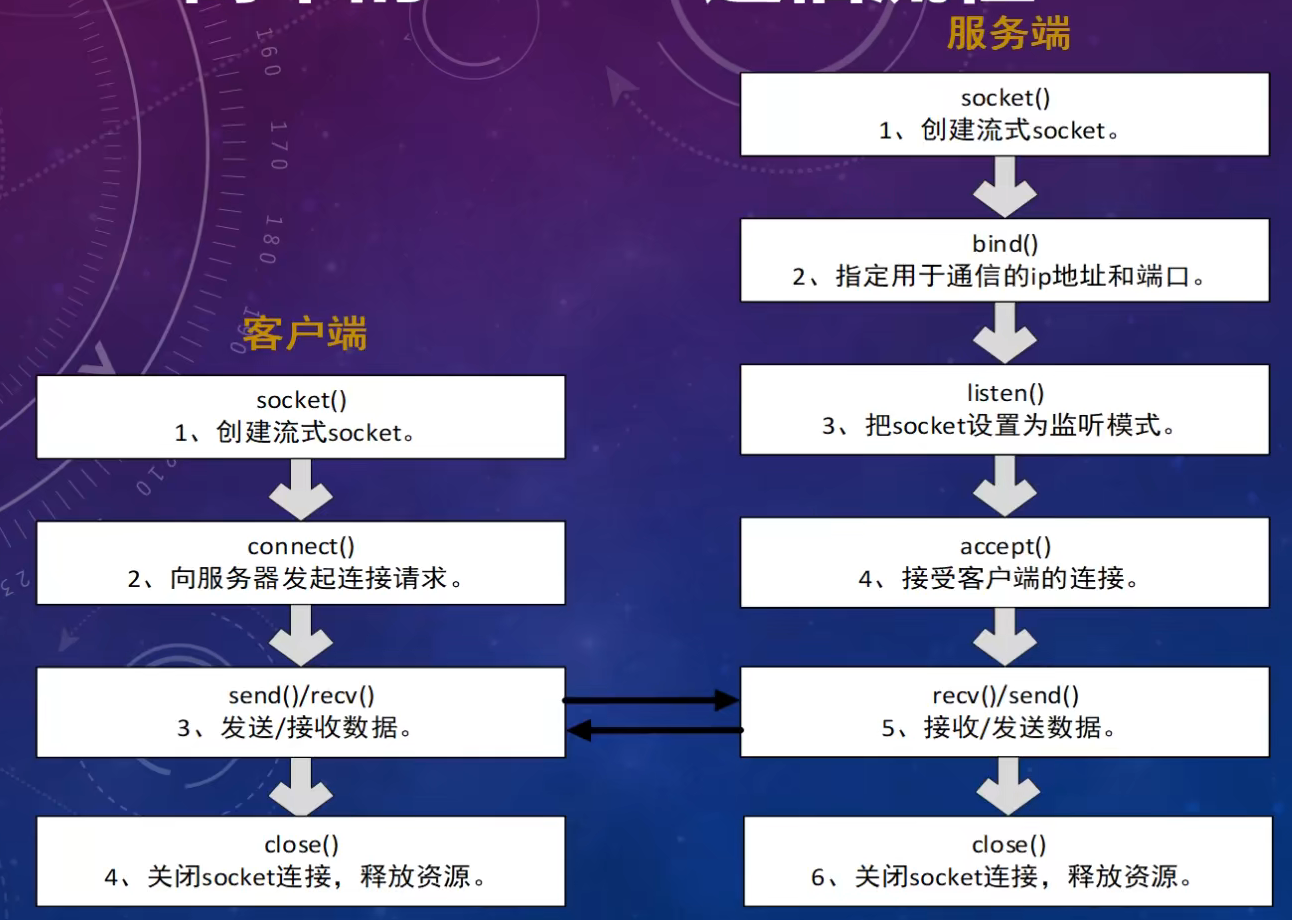 服务端
socket()
1、创建流式socket。
bind()
2、指定用于通信的ip地址和端口。
listen()
3、把socket设置为监听模式。
accept()
4、接受客户端的连接。
recv()/send()
5、接收/发送数据。
close()
6、关闭socket连接，释放资源。
客户端
socket()
1、创建流式socket。
connect()
2、向服务器发起连接请求。
send()/recv()
3、发送/接收数据。
close()
4、关闭socket连接，释放资源。
160
170
180
190
210